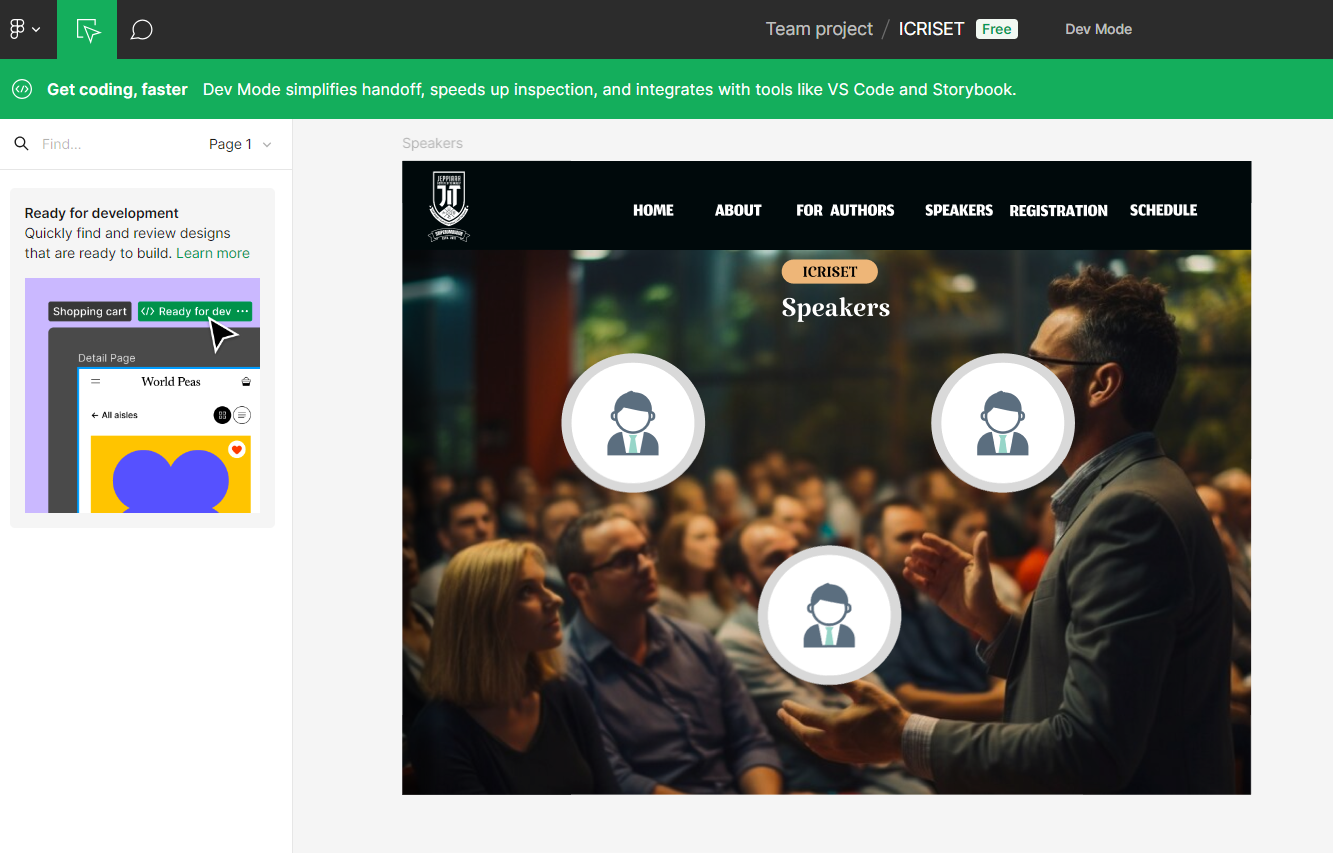 Team project / ICRISET Free Dev Mode
Get coding, faster Dev Mode simplifies handoff, speeds up inspection, and integrates with tools like VS Code and Storybook.
Find... Page 1
Ready for development
Quickly find and review designs
that are ready to build. Learn more
Shopping cart </> Ready for dev ···
Detail Page
World Peas
← All aisles
Speakers
JEPPIAAR
JIT
HOME ABOUT FOR AUTHORS SPEAKERS REGISTRATION SCHEDULE
ICRISET
Speakers